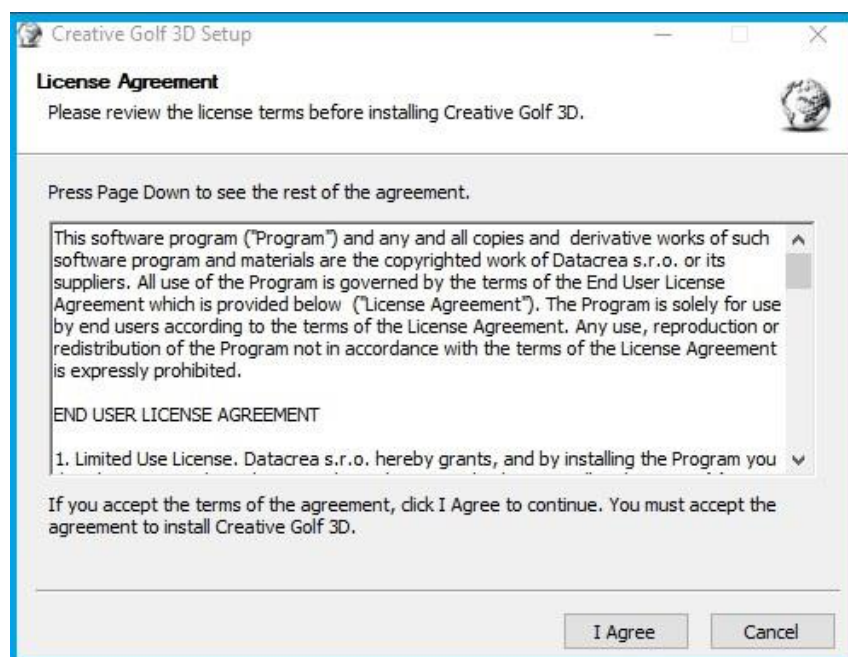 Creative Golf 3D Setup
License Agreement
Please review the license terms before installing Creative Golf 3D.
Press Page Down to see the rest of the agreement.
This software program ("Program") and any and all copies and derivative works of such
software program and materials are the copyrighted work of Datacrea s.r.o. or its
suppliers. All use of the Program is governed by the terms of the End User License
Agreement which is provided below ("License Agreement"). The Program is solely for use
by end users according to the terms of the License Agreement. Any use, reproduction or
redistribution of the Program not in accordance with the terms of the License Agreement
is expressly prohibited.
END USER LICENSE AGREEMENT
1. Limited Use License. Datacrea s.r.o. hereby grants, and by installing the Program you
If you accept the terms of the agreement, click I Agree to continue. You must accept the
agreement to install Creative Golf 3D.
I Agree
Cancel